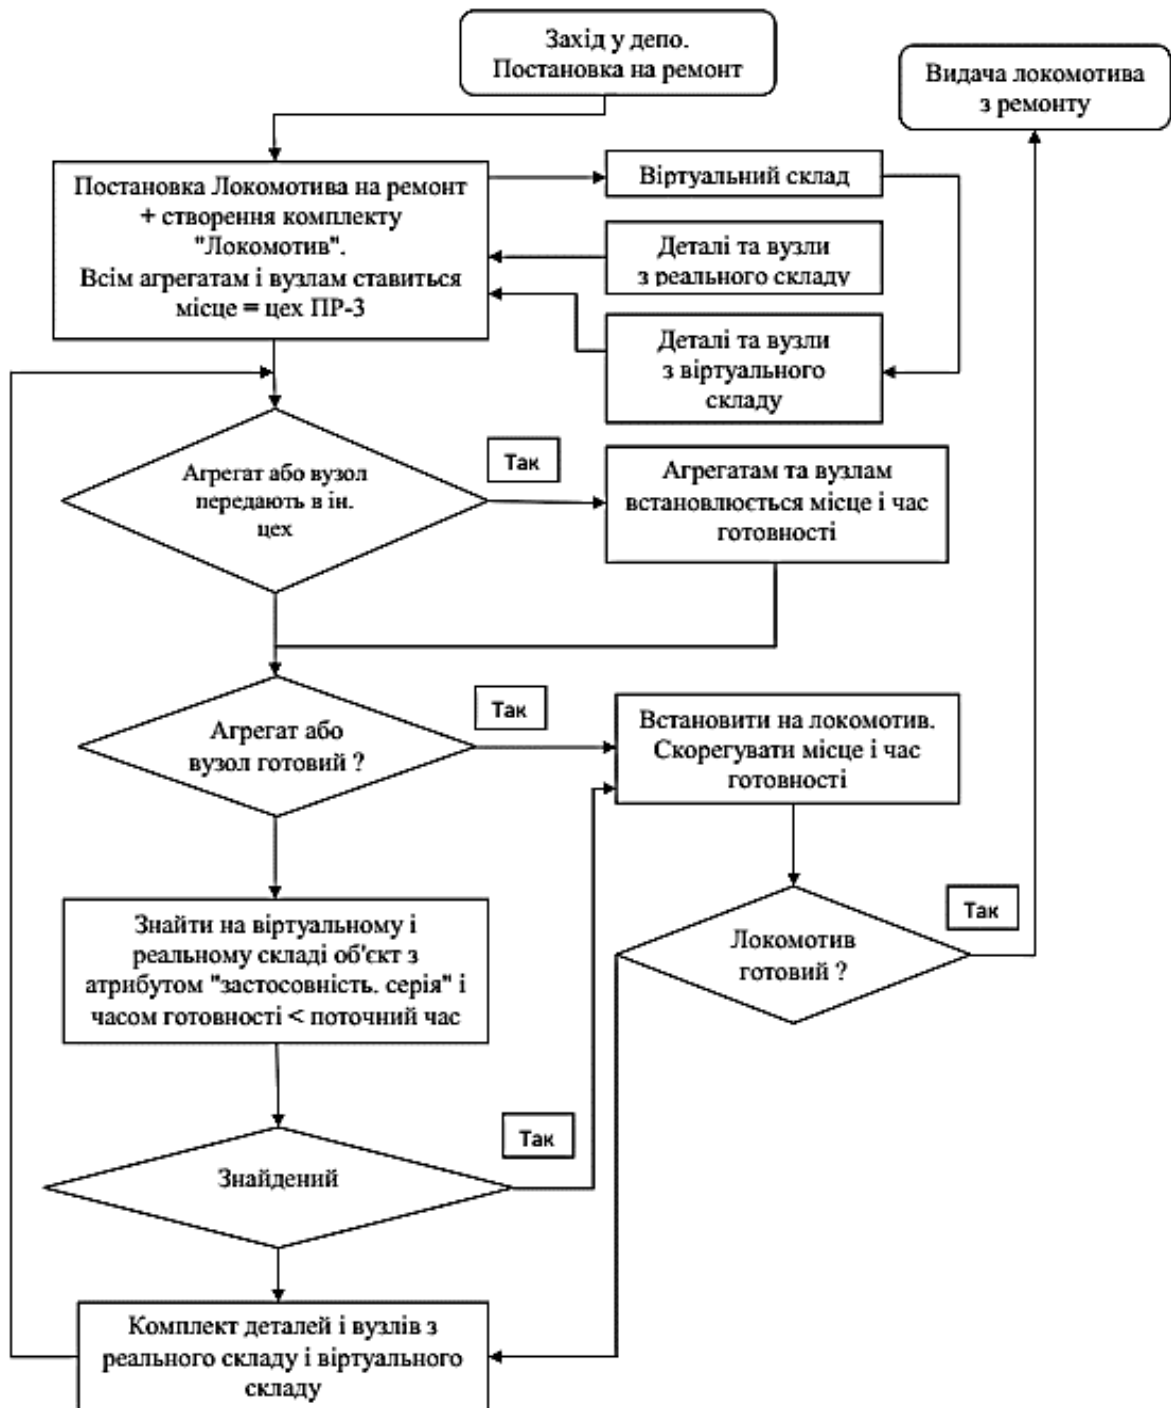 Захід у депо.
Постановка на ремонт
Видача локомотива
з ремонту
Постановка Локомотива на ремонт
+ створення комплекту
"Локомотив".
Всім агрегатам і вузлам ставиться
місце = цех ПР-3
Віртуальний склад
Деталі та вузли
з реального складу
Деталі та вузли
з віртуального
складу
Агрегат або вузол
передають в ін.
цех
Так
Агрегатам та вузлам
встановлюється місце і час
готовності
Агрегат або
вузол готовий ?
Так
Встановити на локомотив.
Скорегувати місце і час
готовності
Знайти на віртуальному і
реальному складі об'єкт з
атрибутом "застосовність. серія" і
часом готовності < поточний час
Локомотив
готовий ?
Так
Знайдений
Так
Комплект деталей і вузлів з
реального складу і віртуального
складу